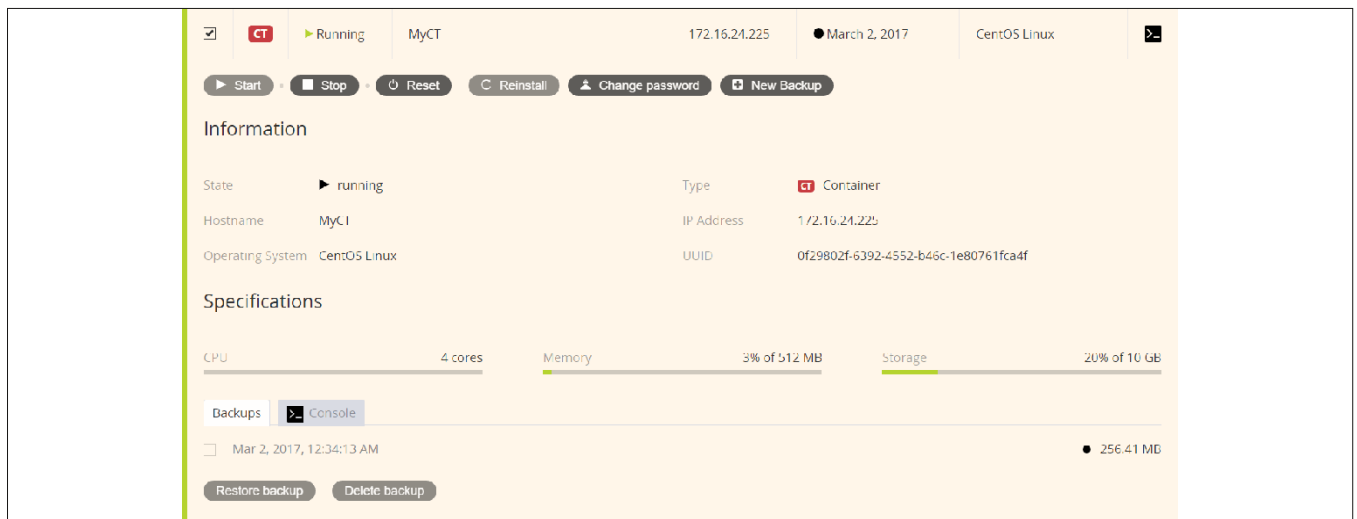 CT Running MyCT 172.16.24.225 March 2, 2017 CentOS Linux
Start Stop Reset Reinstall Change password New Backup
Information
State running Type CT Container
Hostname MyCT IP Address 172.16.24.225
Operating System CentOS Linux UUID 0f29802f-6392-4552-b46c-1e80761fca4f
Specifications
CPU 4 cores Memory 3% of 512 MB Storage 20% of 10 GB
Backups Console
Mar 2, 2017, 12:34:13 AM 256.41 MB
Restore backup Delete backup